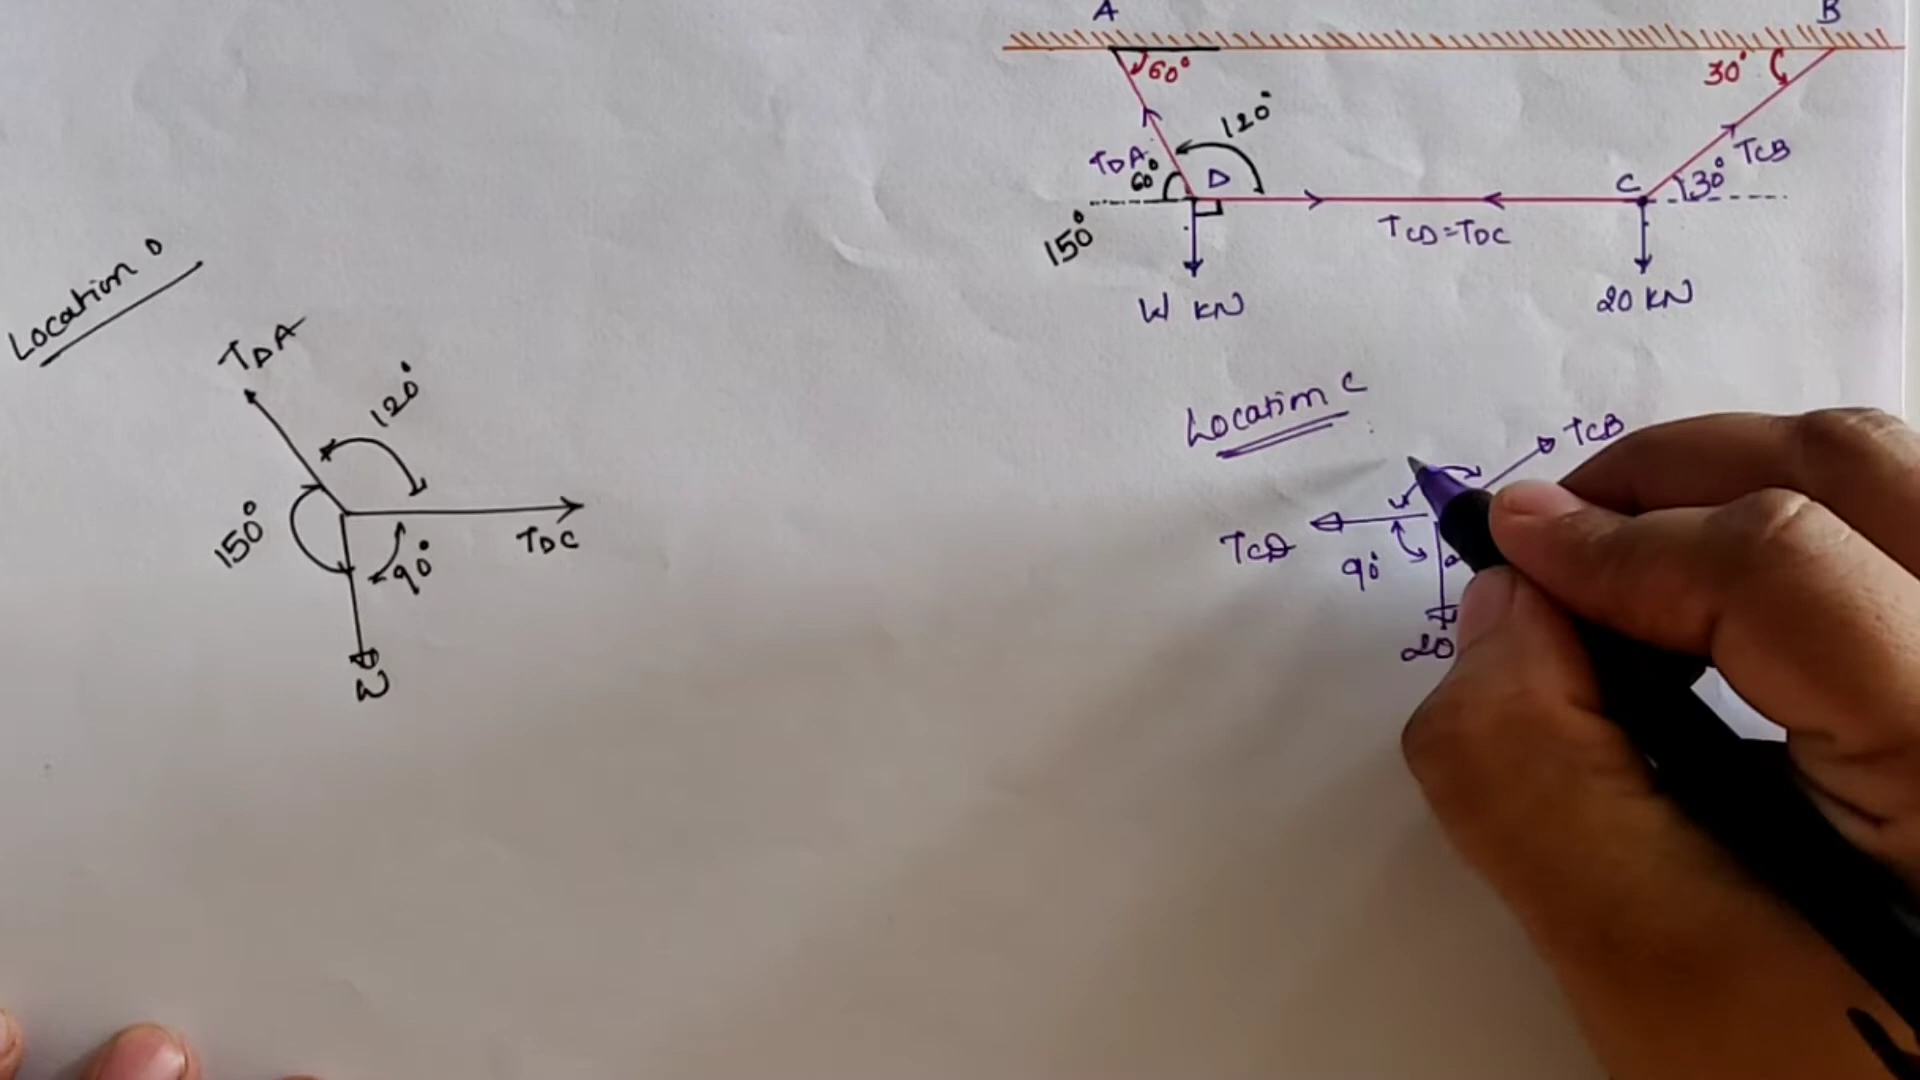 A
B
60°
30°
120°
TDA
60°
D
C
30°
TCB
150°
TCD=TDC
W KN
20 KN
Location D
TDA
120°
150°
90°
TDC
W
Location C
TCB
TCD
90°
20